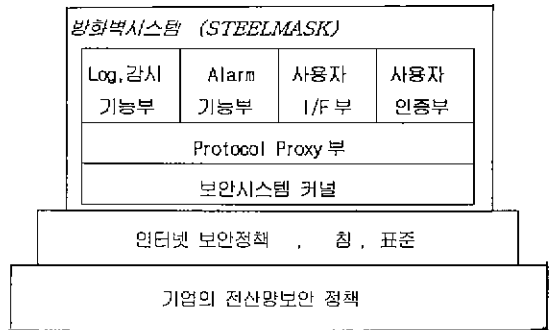 방화벽시스템 (STEELMASK)
Log,감시 기능부
Alarm 기능부
사용자 I/F 부
사용자 인증부
Protocol Proxy 부
보안시스템 커널
인터넷 보안정책 , 침 , 표준
기업의 전산망보안 정책